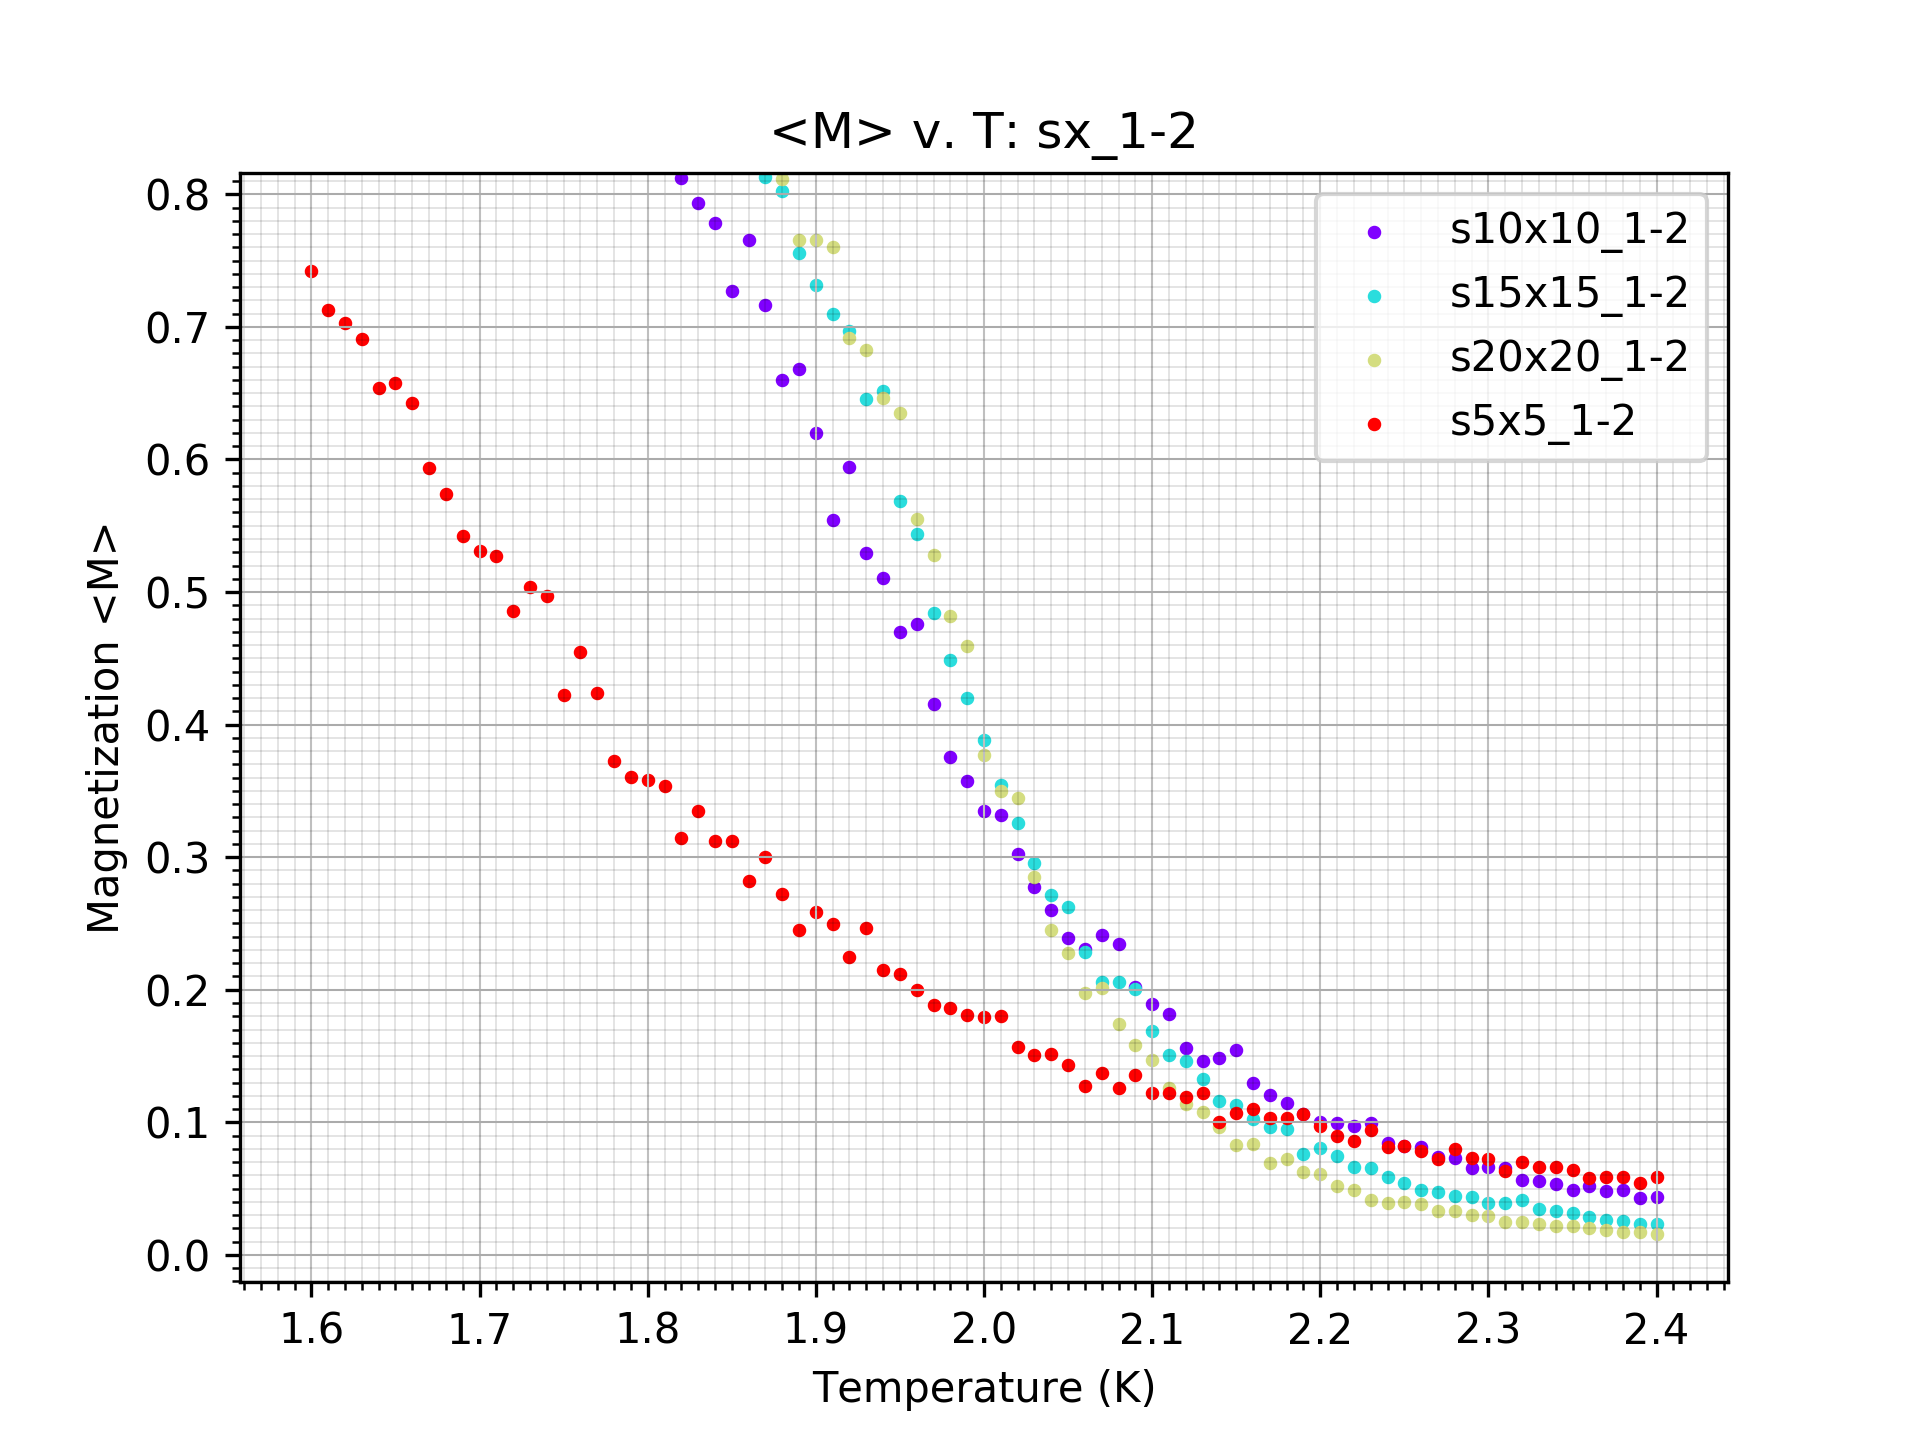 <M> v. T: sx_1-2
0.8
0.7
0.6
0.5
0.4
0.3
0.2
0.1
0.0
Magnetization <M>
s10x10_1-2
s15x15_1-2
s20x20_1-2
s5x5_1-2
1.6 1.7 1.8 1.9 2.0 2.1 2.2 2.3 2.4
Temperature (K)